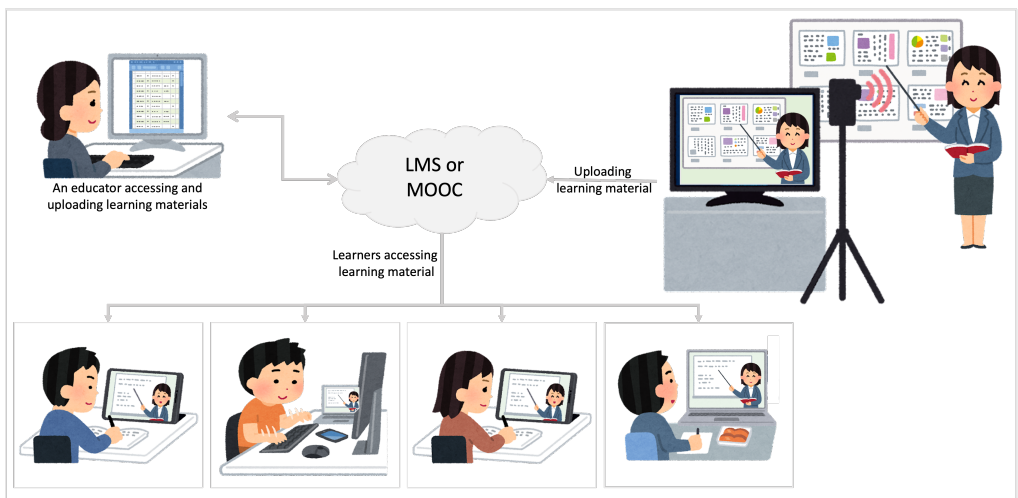 An educator accessing and
uploading learning materials
LMS or
MOOC
Uploading
learning material
Learners accessing
learning material